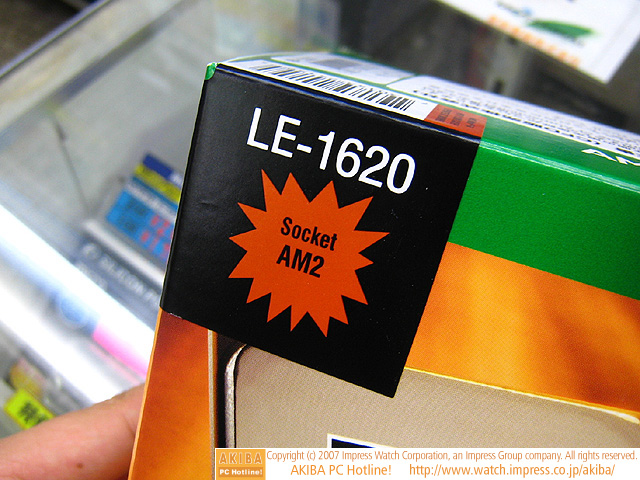 LE-1620
Socket
AM2
AKIBA
PC Hotline!
Copyright (c) 2007 Impress Watch Corporation, an Impress Group company. All rights reserved.
AKIBA PC Hotline! http://www.watch.impress.co.jp/akiba/